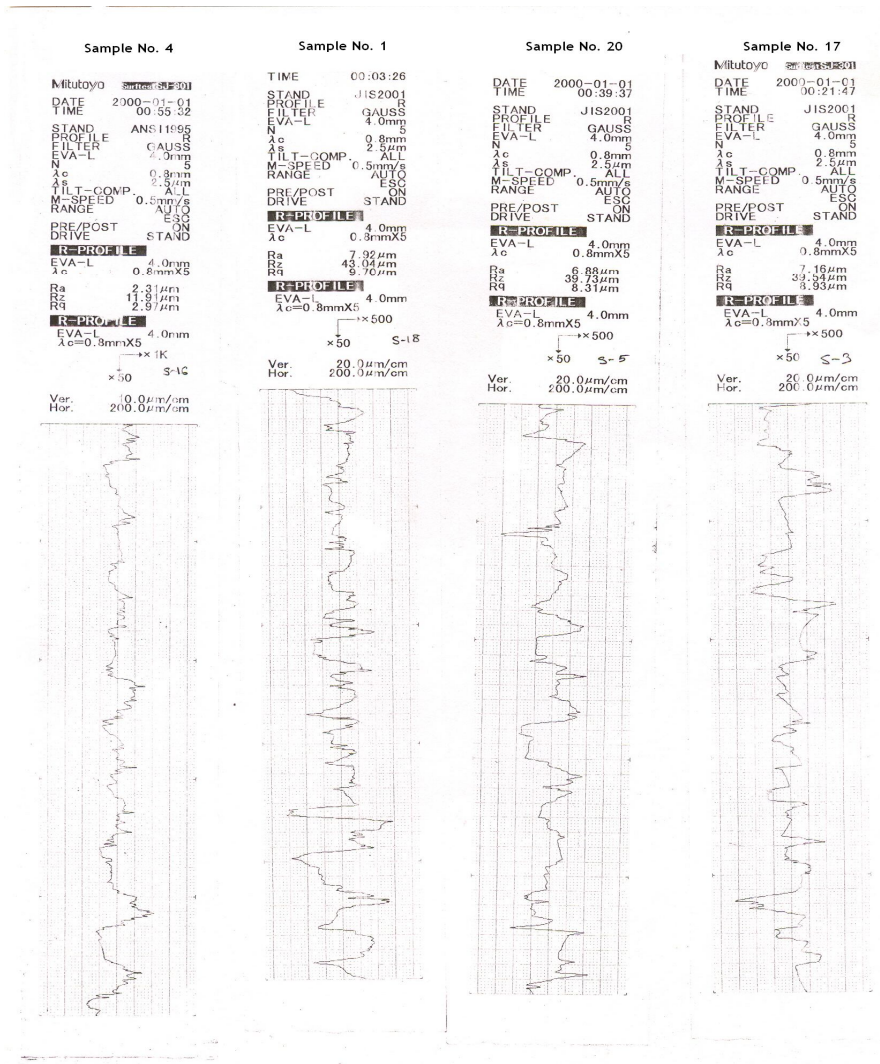 Sample No. 4
Mitutoyo SurftestSJ-301
DATE 2000-01-01
TIME 00:55:32
STAND ANSI1995
PROFILE R
FILTER GAUSS
EVA-L 4.0mm
N 5
λc 0.8mm
λs 2.5μm
TILT-COMP. ALL
M-SPEED 0.5mm/s
RANGE AUTO
ESC
PRE/POST ON
DRIVE STAND
R-PROFILE
EVA-L 4.0mm
λc 0.8mmX5
Ra 2.31μm
Rz 11.91μm
Rq 2.97μm
R-PROFILE
EVA-L 4.0mm
λc=0.8mmX5
× 1K
×50 S-16
Ver. 10.0μm/cm
Hor. 200.0μm/cm
Sample No. 1
TIME 00:03:26
STAND JIS2001
PROFILE R
FILTER GAUSS
EVA-L 4.0mm
N 5
λc 0.8mm
λs 2.5μm
TILT-COMP. ALL
M-SPEED 0.5mm/s
RANGE AUTO
ESC
PRE/POST ON
DRIVE STAND
R-PROFILE
EVA-L 4.0mm
λc 0.8mmX5
Ra 7.92μm
Rz 43.04μm
Rq 9.70μm
R-PROFILE
EVA-L 4.0mm
λc=0.8mmX5
×500
×50 S-18
Ver. 20.0μm/cm
Hor. 200.0μm/cm
Sample No. 20
DATE 2000-01-01
TIME 00:39:37
STAND JIS2001
PROFILE R
FILTER GAUSS
EVA-L 4.0mm
N 5
λc 0.8mm
λs 2.5μm
TILT-COMP. ALL
M-SPEED 0.5mm/s
RANGE AUTO
ESC
PRE/POST ON
DRIVE STAND
R-PROFILE
EVA-L 4.0mm
λc 0.8mmX5
Ra 6.88μm
Rz 39.73μm
Rq 8.31μm
R-PROFILE
EVA-L 4.0mm
λc=0.8mmX5
×500
×50 S-5
Ver. 20.0μm/cm
Hor. 200.0μm/cm
Sample No. 17
Mitutoyo SurftestSJ-301
DATE 2000-01-01
TIME 00:21:47
STAND JIS2001
PROFILE R
FILTER GAUSS
EVA-L 4.0mm
N 5
λc 0.8mm
λs 2.5μm
TILT-COMP. ALL
M-SPEED 0.5mm/s
RANGE AUTO
ESC
PRE/POST ON
DRIVE STAND
R-PROFILE
EVA-L 4.0mm
λc 0.8mmX5
Ra 7.16μm
Rz 39.54μm
Rq 8.93μm
R-PROFILE
EVA-L 4.0mm
λc=0.8mmX5
×500
×50 S-3
Ver. 20.0μm/cm
Hor. 200.0μm/cm